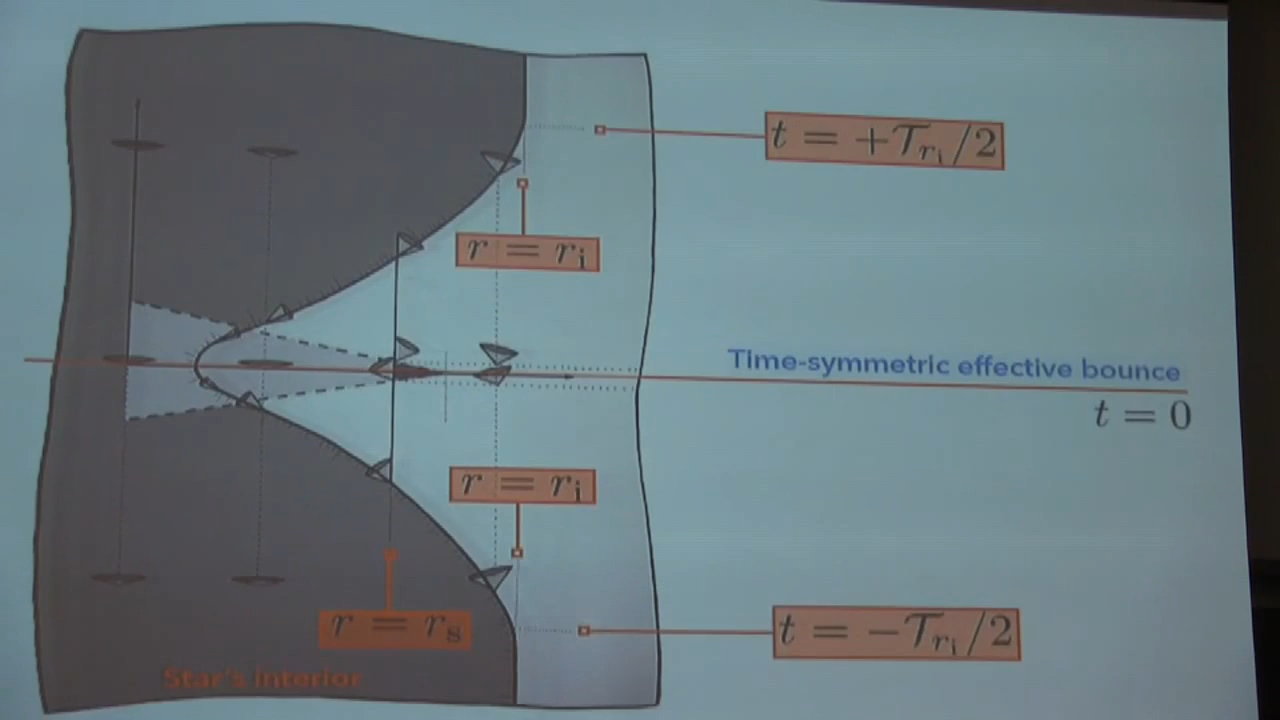 t = +𝒯_{r_i}/2
r = r_i
Time-symmetric effective bounce
t = 0
r = r_i
r = r_s
t = −𝒯_{r_i}/2
Star's interior